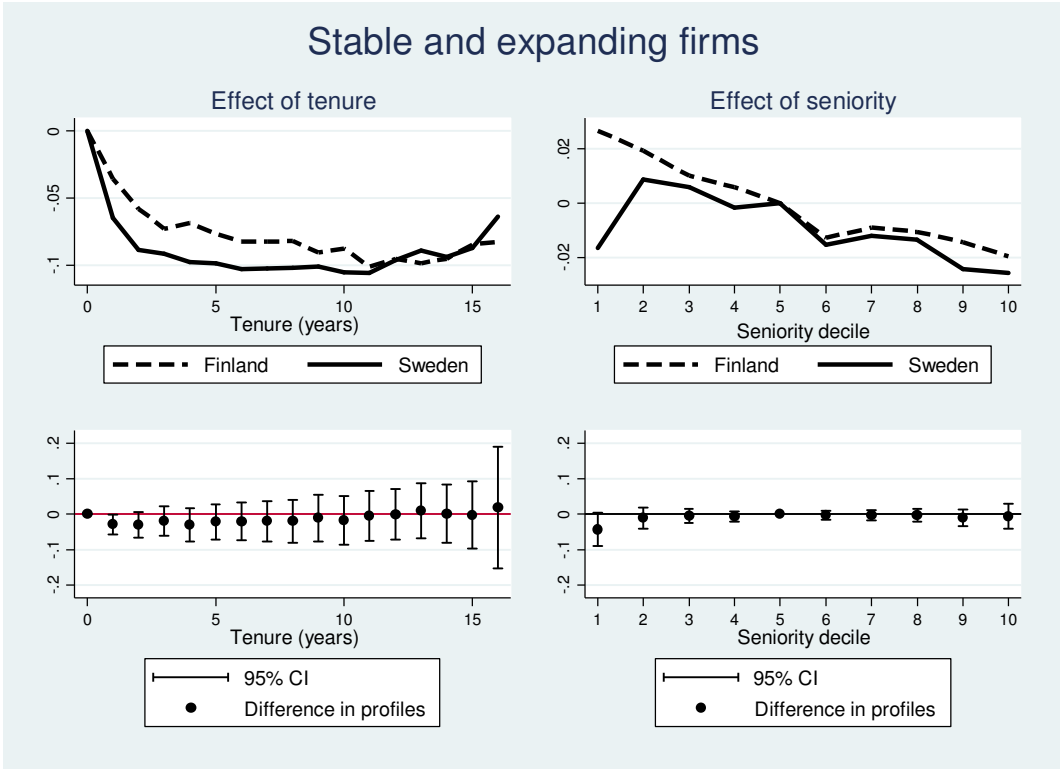 Stable and expanding firms
Effect of tenure
0
-.05
-.1
0 5 10 15
Tenure (years)
Finland Sweden
Effect of seniority
.02
0
-.02
1 2 3 4 5 6 7 8 9 10
Seniority decile
Finland Sweden
.2
.1
0
-.1
-.2
0 5 10 15
Tenure (years)
95% CI
Difference in profiles
.2
.1
0
-.1
-.2
1 2 3 4 5 6 7 8 9 10
Seniority decile
95% CI
Difference in profiles